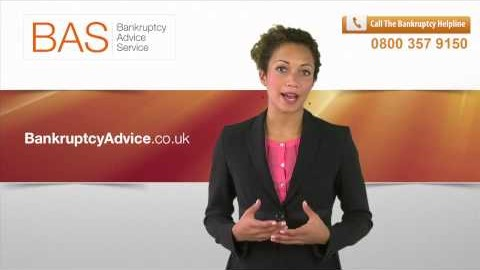 BAS
Bankruptcy
Advice
Service
Call The Bankruptcy Helpline
0800 357 9150
BankruptcyAdvice.co.uk